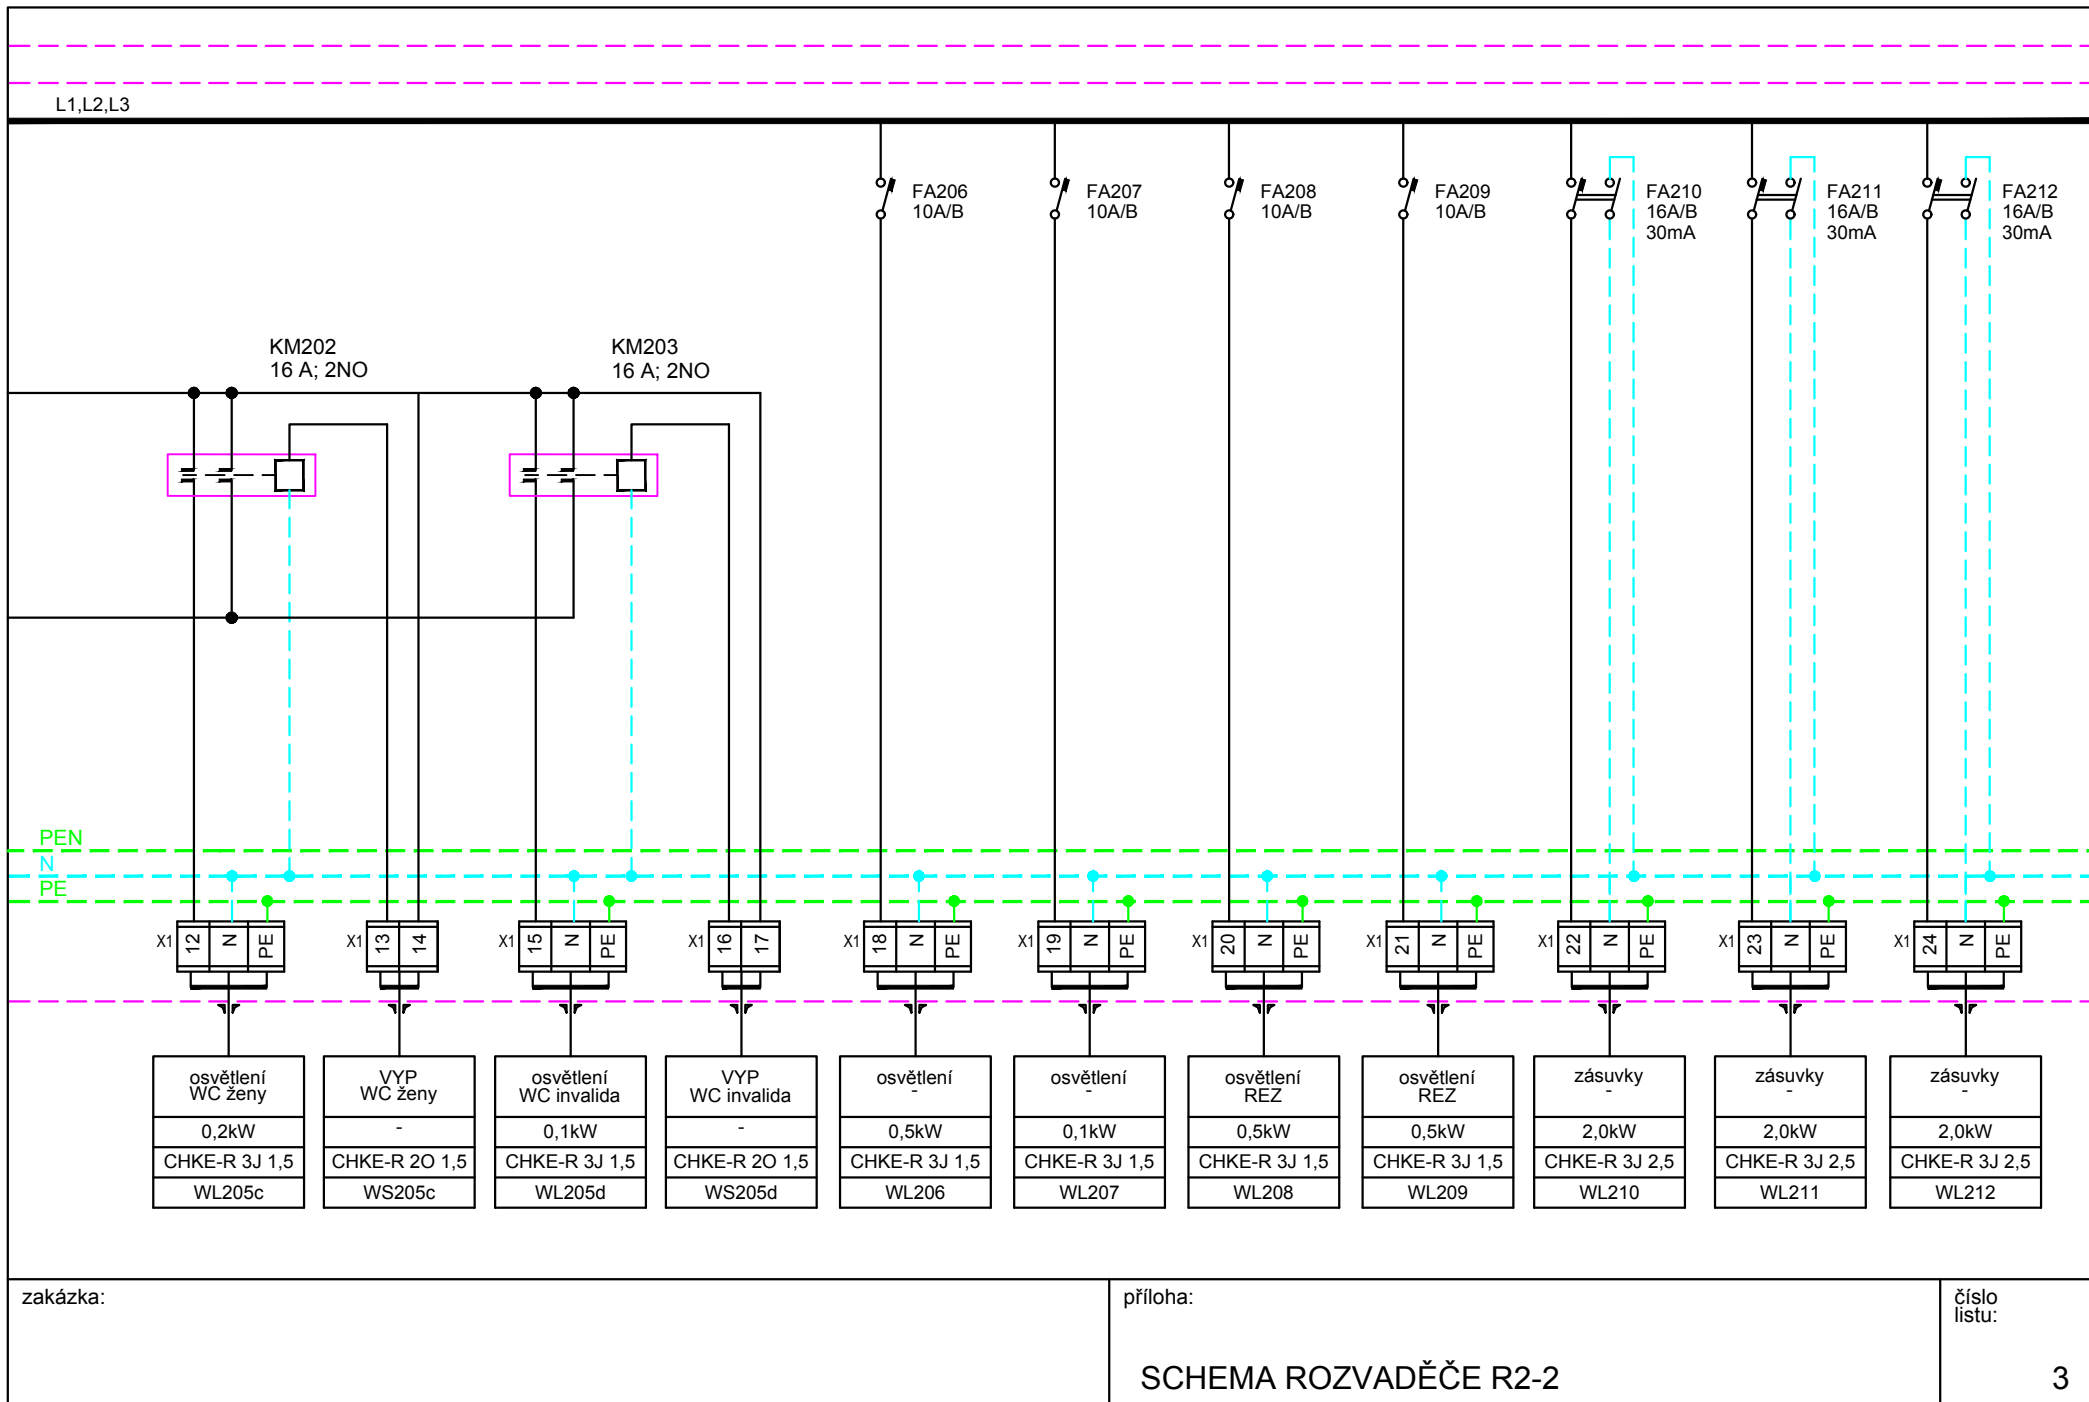 L1,L2,L3
FA206
10A/B
FA207
10A/B
FA208
10A/B
FA209
10A/B
FA210
16A/B
30mA
FA211
16A/B
30mA
FA212
16A/B
30mA
KM202
16 A; 2NO
KM203
16 A; 2NO
PEN
N
PE
X1 12 N PE
X1 13 14
X1 15 N PE
X1 16 17
X1 18 N PE
X1 19 N PE
X1 20 N PE
X1 21 N PE
X1 22 N PE
X1 23 N PE
X1 24 N PE
osvětlení
WC ženy
0,2kW
CHKE-R 3J 1,5
WL205c
VYP
WC ženy
-
CHKE-R 2O 1,5
WS205c
osvětlení
WC invalida
0,1kW
CHKE-R 3J 1,5
WL205d
VYP
WC invalida
-
CHKE-R 2O 1,5
WS205d
osvětlení
-
0,5kW
CHKE-R 3J 1,5
WL206
osvětlení
-
0,1kW
CHKE-R 3J 1,5
WL207
osvětlení
REZ
0,5kW
CHKE-R 3J 1,5
WL208
osvětlení
REZ
0,5kW
CHKE-R 3J 1,5
WL209
zásuvky
-
2,0kW
CHKE-R 3J 2,5
WL210
zásuvky
-
2,0kW
CHKE-R 3J 2,5
WL211
zásuvky
-
2,0kW
CHKE-R 3J 2,5
WL212
zakázka:
příloha:
SCHEMA ROZVADĚČE R2-2
číslo
listu:
3